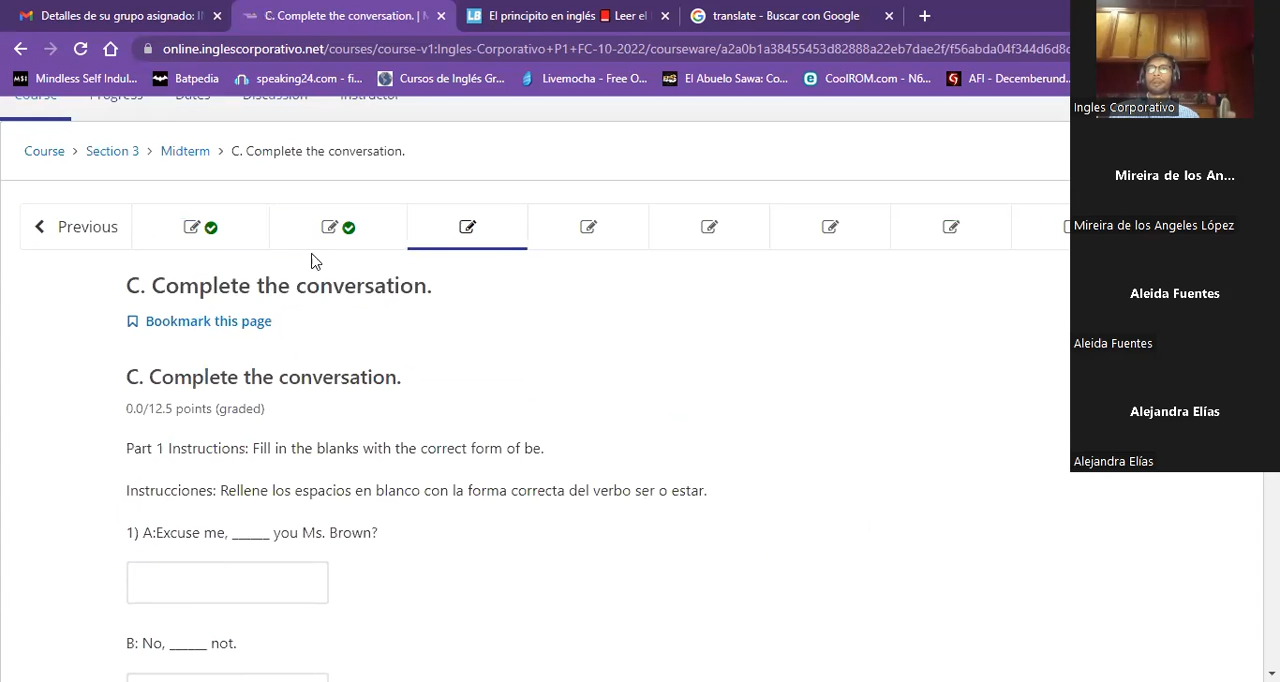 Detalles de su grupo asignado: I
C. Complete the conversation. | M
El principito en inglés 📕 Leer el l
translate - Buscar con Google
online.inglescorporativo.net/courses/course-v1:Ingles-Corporativo+P1+FC-10-2022/courseware/a2a0b1a38455453d82888a22eb7dae2f/f56abda04f344d6d8c
Mindless Self Indul...
Batpedia
speaking24.com - fi...
Cursos de Inglés Gr...
Livemocha - Free O...
El Abuelo Sawa: Co...
CoolROM.com - N6...
AFI - Decemberund...
Course Progress Dates Discussion Instructor
Course > Section 3 > Midterm > C. Complete the conversation.
Previous
C. Complete the conversation.
Bookmark this page
C. Complete the conversation.
0.0/12.5 points (graded)
Part 1 Instructions: Fill in the blanks with the correct form of be.
Instrucciones: Rellene los espacios en blanco con la forma correcta del verbo ser o estar.
1) A:Excuse me, _____ you Ms. Brown?
B: No, _____ not.
Ingles Corporativo
Mireira de los An...
Mireira de los Angeles López
Aleida Fuentes
Aleida Fuentes
Alejandra Elías
Alejandra Elías